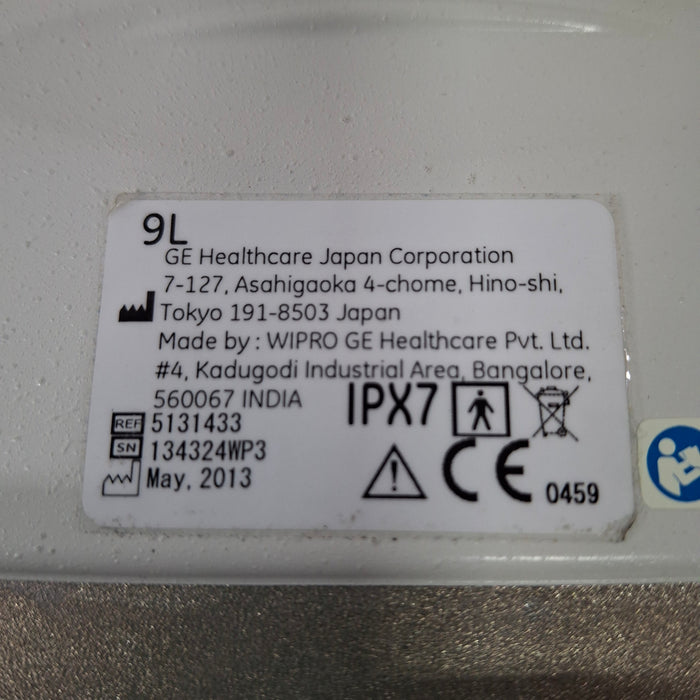 9L
GE Healthcare Japan Corporation
7-127, Asahigaoka 4-chome, Hino-shi,
Tokyo 191-8503 Japan
Made by : WIPRO GE Healthcare Pvt. Ltd.
#4, Kadugodi Industrial Area, Bangalore,
560067 INDIA
IPX7
REF 5131433
SN 134324WP3
May, 2013
CE 0459